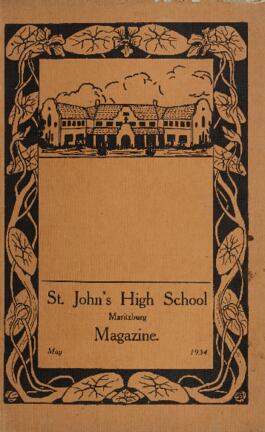 St. John's High School
Maritzburg
Magazine.
May 1934